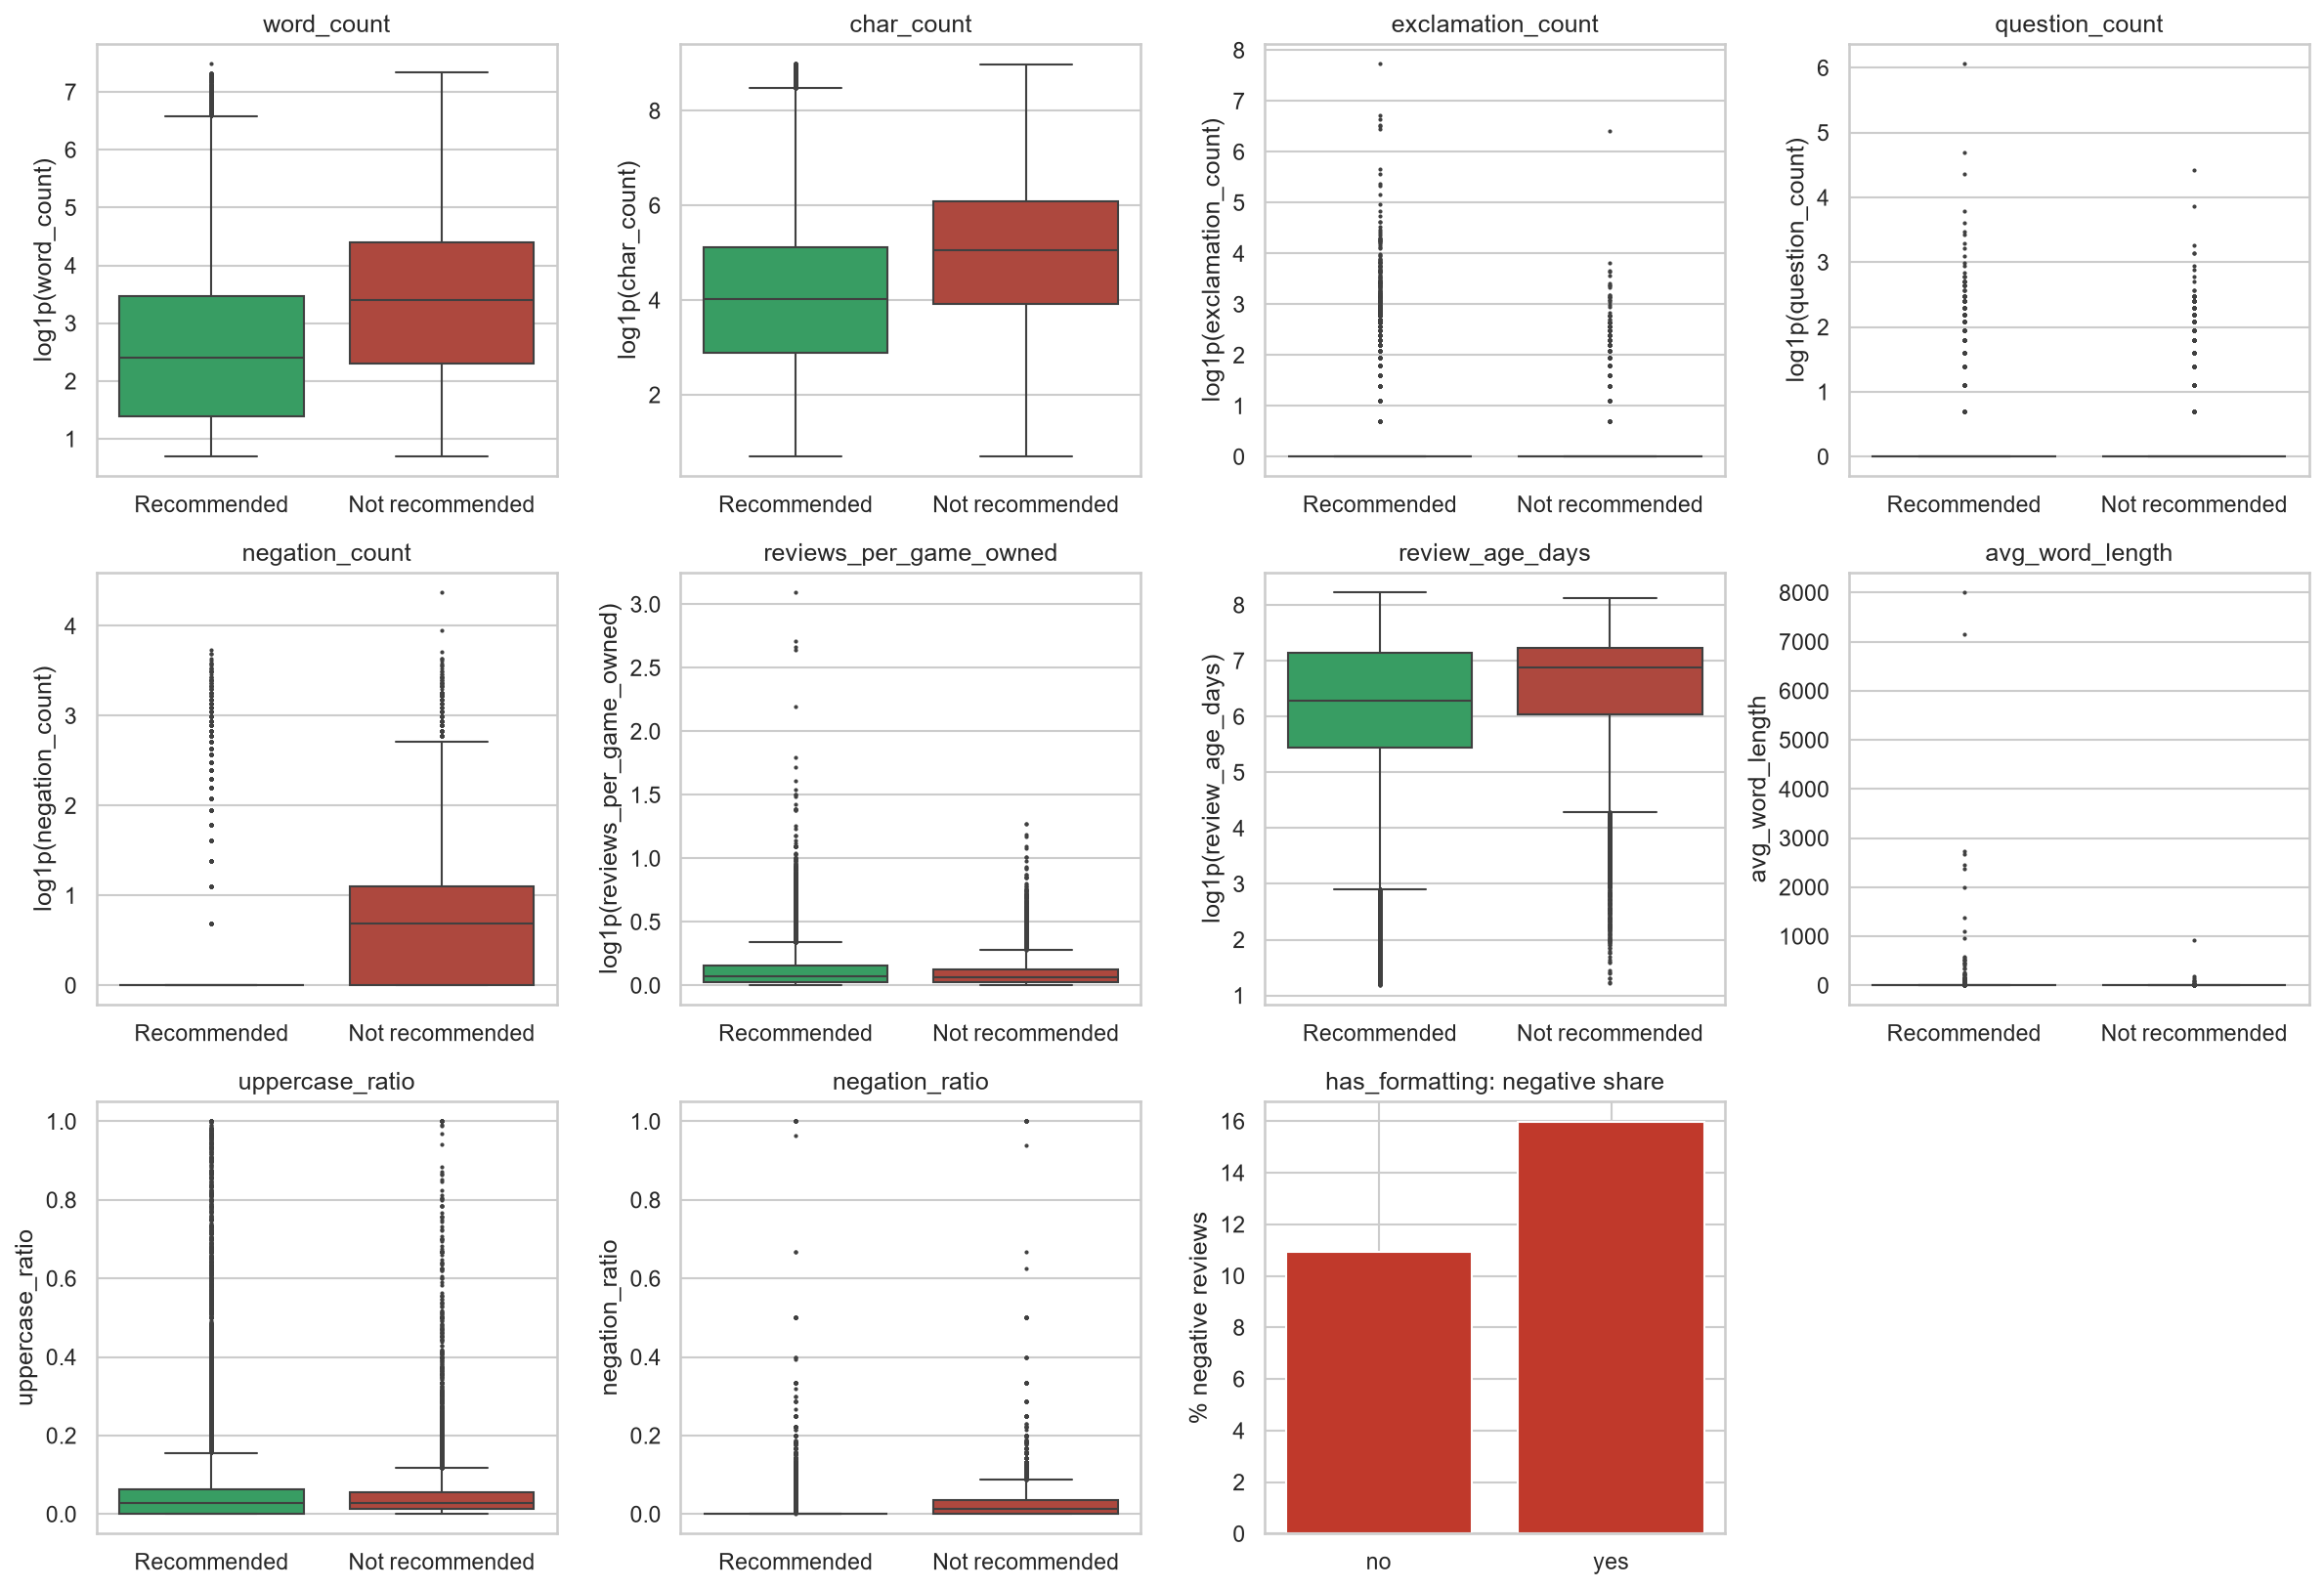 word_count
log1p(word_count)
7
6
5
4
3
2
1
Recommended Not recommended
char_count
log1p(char_count)
8
6
4
2
Recommended Not recommended
exclamation_count
log1p(exclamation_count)
8
7
6
5
4
3
2
1
0
Recommended Not recommended
question_count
log1p(question_count)
6
5
4
3
2
1
0
Recommended Not recommended
negation_count
log1p(negation_count)
4
3
2
1
0
Recommended Not recommended
reviews_per_game_owned
log1p(reviews_per_game_owned)
3.0
2.5
2.0
1.5
1.0
0.5
0.0
Recommended Not recommended
review_age_days
log1p(review_age_days)
8
7
6
5
4
3
2
1
Recommended Not recommended
avg_word_length
avg_word_length
8000
7000
6000
5000
4000
3000
2000
1000
0
Recommended Not recommended
uppercase_ratio
uppercase_ratio
1.0
0.8
0.6
0.4
0.2
0.0
Recommended Not recommended
negation_ratio
negation_ratio
1.0
0.8
0.6
0.4
0.2
0.0
Recommended Not recommended
has_formatting: negative share
% negative reviews
16
14
12
10
8
6
4
2
0
no yes